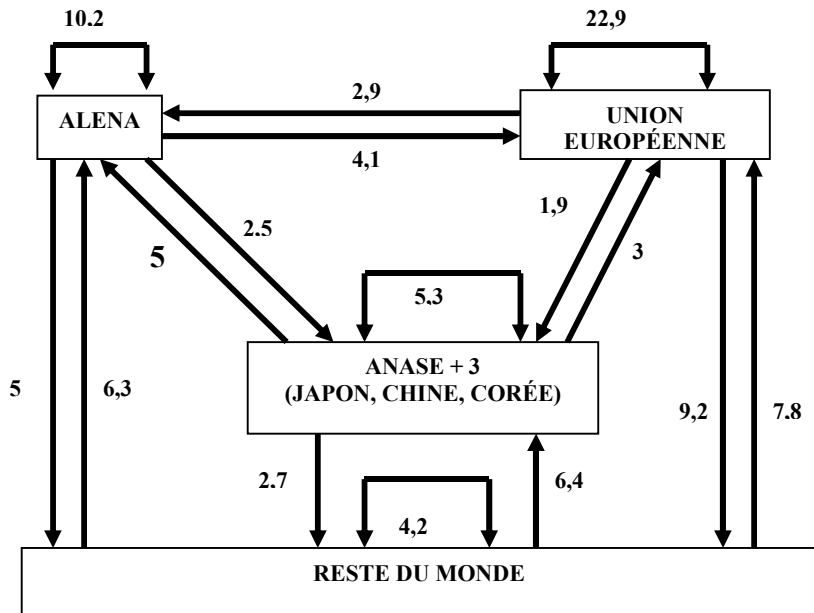 10,2
22,9
2,9
ALENA
UNION
EUROPÉENNE
4,1
2,5
1,9
5
3
5,3
ANASE + 3
(JAPON, CHINE, CORÉE)
5
6,3
9,2
7,8
2,7
6,4
4,2
RESTE DU MONDE